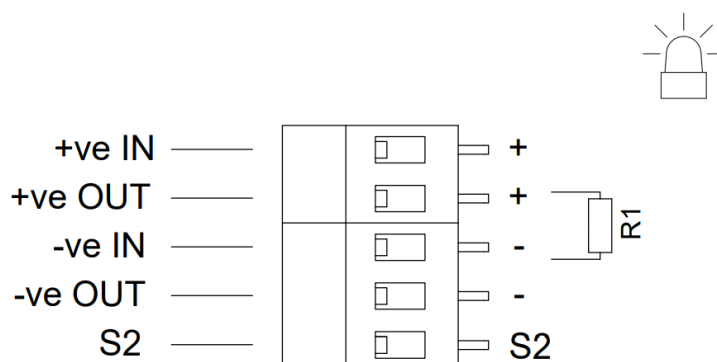 +ve IN +
+ve OUT +
-ve IN -
-ve OUT -
S2 S2
R1